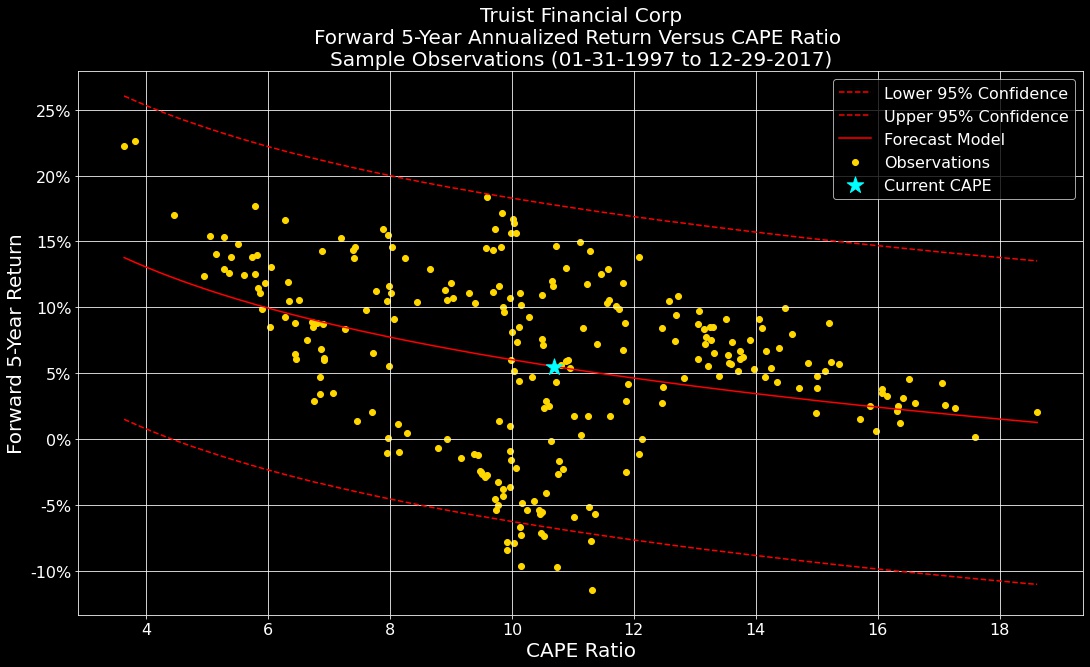 Truist Financial Corp
Forward 5-Year Annualized Return Versus CAPE Ratio
Sample Observations (01-31-1997 to 12-29-2017)
Lower 95% Confidence
Upper 95% Confidence
Forecast Model
Observations
Current CAPE
Forward 5-Year Return
25%
20%
15%
10%
5%
0%
-5%
-10%
4 6 8 10 12 14 16 18
CAPE Ratio